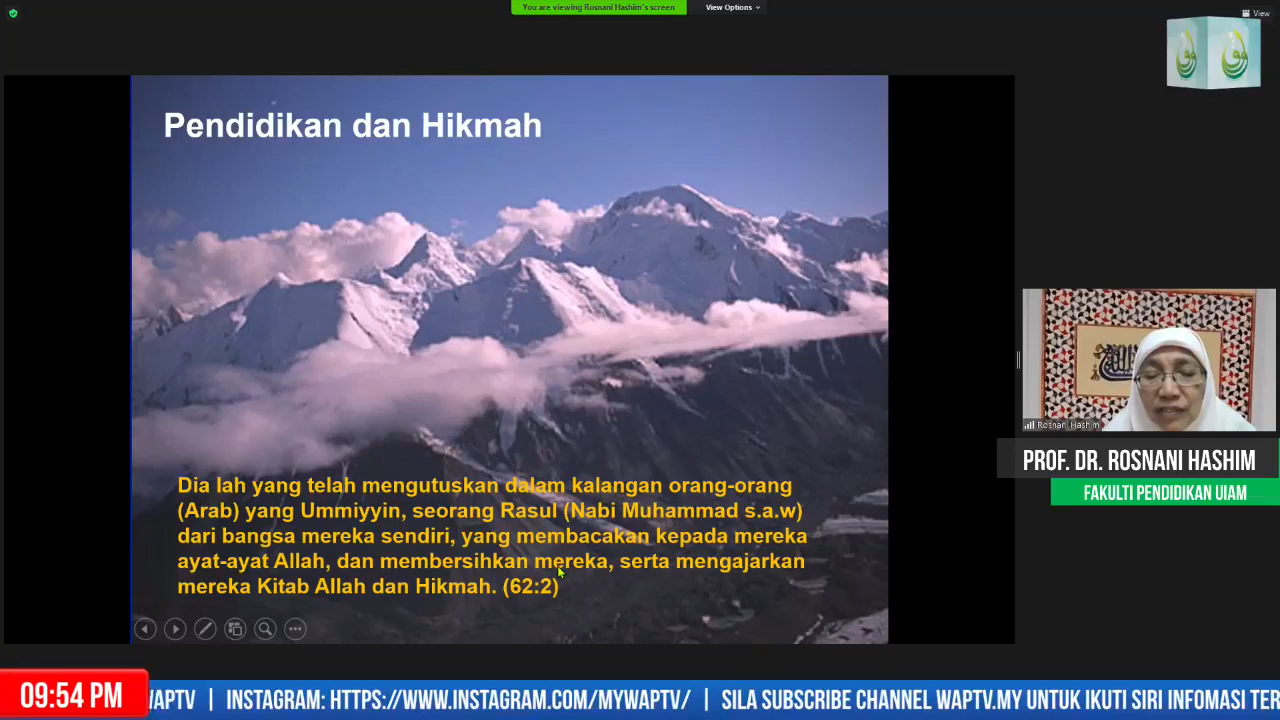 You are viewing Rosnani Hashim's screen
View Options
View
Pendidikan dan Hikmah
Dia lah yang telah mengutuskan dalam kalangan orang-orang
(Arab) yang Ummiyyin, seorang Rasul (Nabi Muhammad s.a.w)
dari bangsa mereka sendiri, yang membacakan kepada mereka
ayat-ayat Allah, dan membersihkan mereka, serta mengajarkan
mereka Kitab Allah dan Hikmah. (62:2)
Rosnani Hashim
PROF. DR. ROSNANI HASHIM
FAKULTI PENDIDIKAN UIAM
09:54 PM
WAPTV | INSTAGRAM: HTTPS://WWW.INSTAGRAM.COM/MYWAPTV/ | SILA SUBSCRIBE CHANNEL WAPTV.MY UNTUK IKUTI SIRI INFOMASI TER